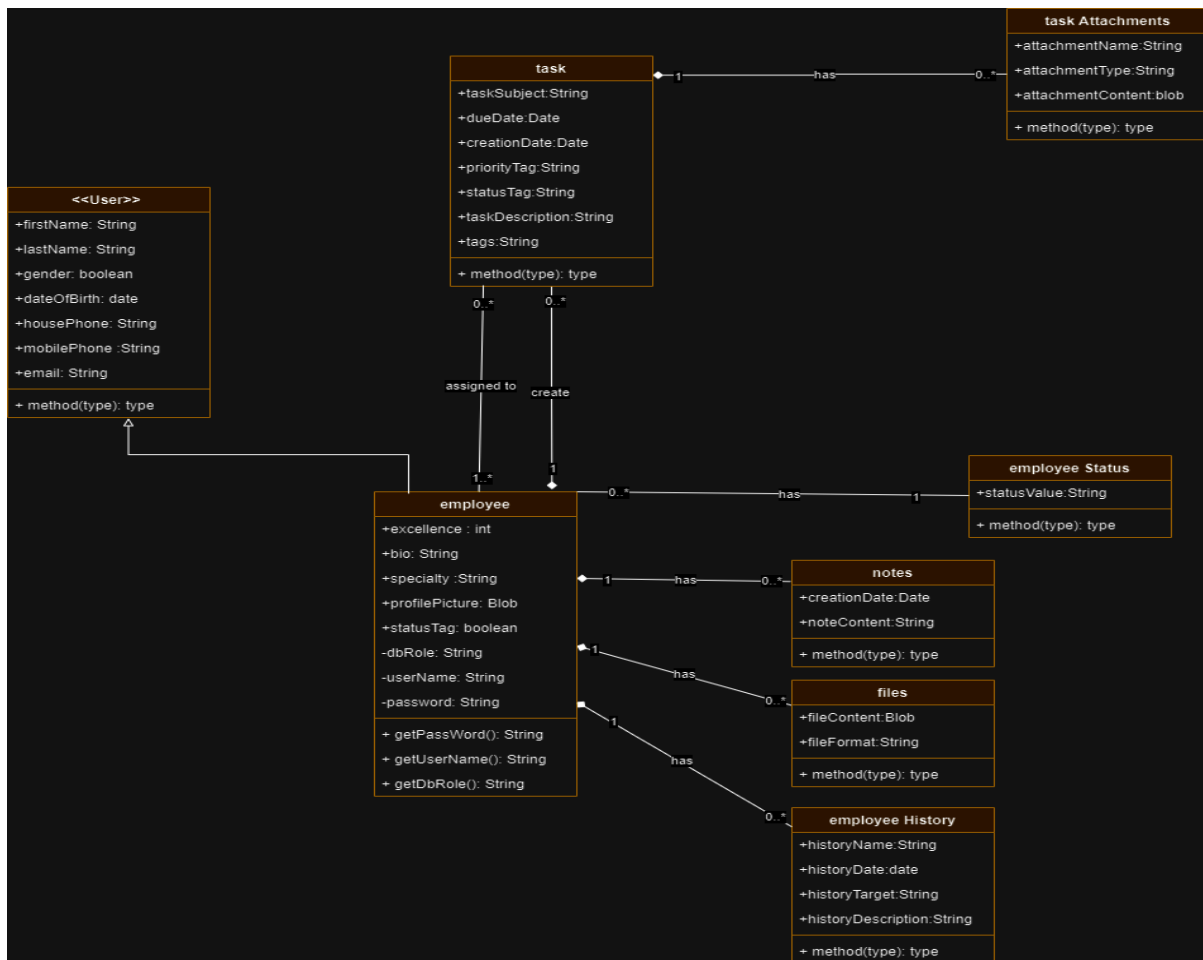 task Attachments
+attachmentName:String
+attachmentType:String
+attachmentContent:blob
+ method(type): type
task
+taskSubject:String
+dueDate:Date
+creationDate:Date
+priorityTag:String
+statusTag:String
+taskDescription:String
+tags:String
+ method(type): type
1
has
0..*
<<User>>
+firstName: String
+lastName: String
+gender: boolean
+dateOfBirth: date
+housePhone: String
+mobilePhone :String
+email: String
+ method(type): type
0..*
0..*
assigned to
create
1..*
1
employee
+excellence : int
+bio: String
+specialty :String
+profilePicture: Blob
+statusTag: boolean
-dbRole: String
-userName: String
-password: String
+ getPassWord(): String
+ getUserName(): String
+ getDbRole(): String
0..*
has
1
employee Status
+statusValue:String
+ method(type): type
1
has
0..*
notes
+creationDate:Date
+noteContent:String
+ method(type): type
1
has
0..*
files
+fileContent:Blob
+fileFormat:String
+ method(type): type
1
has
0..*
employee History
+historyName:String
+historyDate:date
+historyTarget:String
+historyDescription:String
+ method(type): type